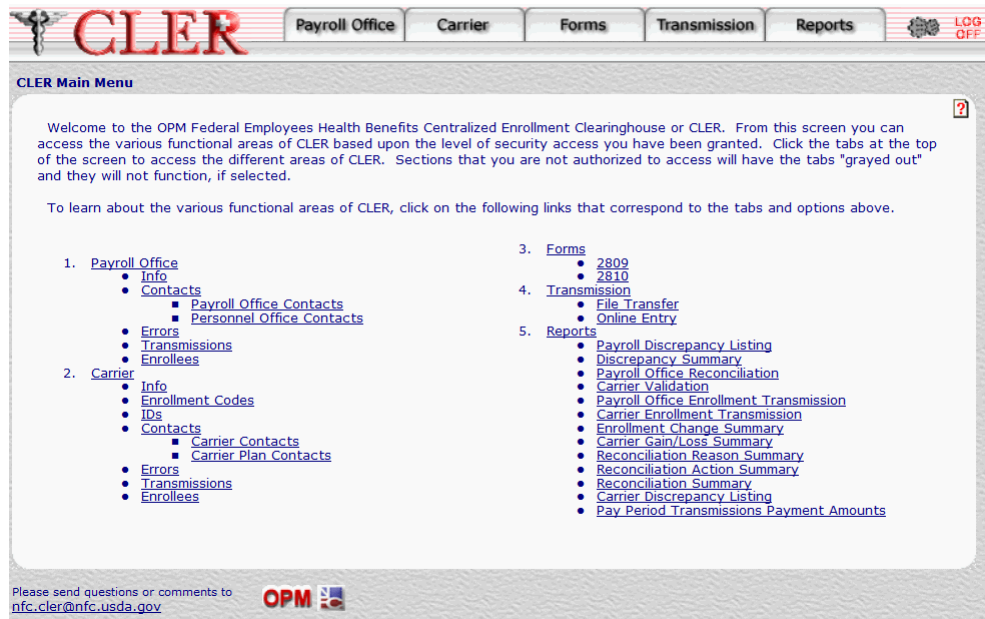 CLER
Payroll Office
Carrier
Forms
Transmission
Reports
LOG
OFF
CLER Main Menu
?
Welcome to the OPM Federal Employees Health Benefits Centralized Enrollment Clearinghouse or CLER. From this screen you can
access the various functional areas of CLER based upon the level of security access you have been granted. Click the tabs at the top
of the screen to access the different areas of CLER. Sections that you are not authorized to access will have the tabs "grayed out"
and they will not function, if selected.
To learn about the various functional areas of CLER, click on the following links that correspond to the tabs and options above.
1. Payroll Office
• Info
• Contacts
▪ Payroll Office Contacts
▪ Personnel Office Contacts
• Errors
• Transmissions
• Enrollees
2. Carrier
• Info
• Enrollment Codes
• IDs
• Contacts
▪ Carrier Contacts
▪ Carrier Plan Contacts
• Errors
• Transmissions
• Enrollees
3. Forms
• 2809
• 2810
4. Transmission
• File Transfer
• Online Entry
5. Reports
• Payroll Discrepancy Listing
• Discrepancy Summary
• Payroll Office Reconciliation
• Carrier Validation
• Payroll Office Enrollment Transmission
• Carrier Enrollment Transmission
• Enrollment Change Summary
• Carrier Gain/Loss Summary
• Reconciliation Reason Summary
• Reconciliation Action Summary
• Reconciliation Summary
• Carrier Discrepancy Listing
• Pay Period Transmissions Payment Amounts
Please send questions or comments to
nfc.cler@nfc.usda.gov
OPM